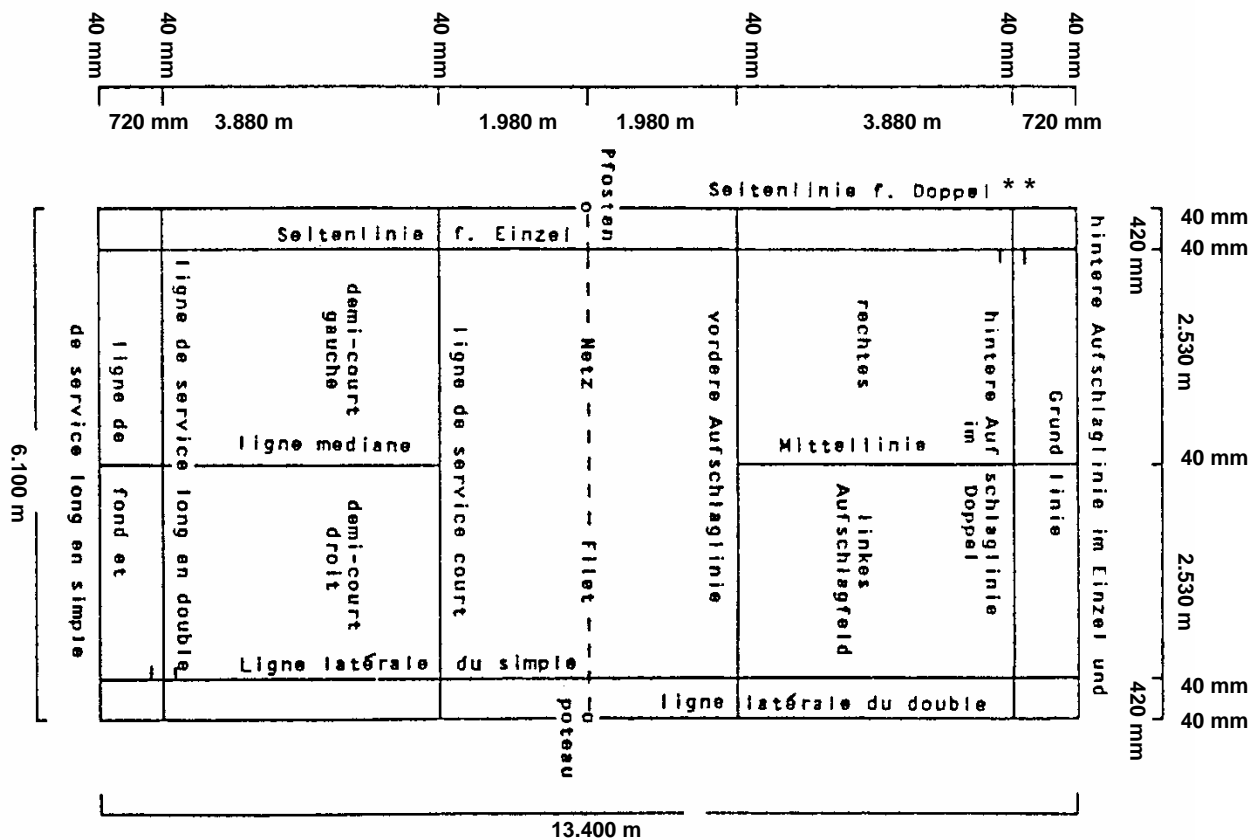 40 mm 40 mm 40 mm 40 mm 40 mm 40 mm
720 mm 3.880 m 1.980 m 1.980 m 3.880 m 720 mm
Pfosten
Seitenlinie f. Doppel **
Seitenlinie f. Einzel
40 mm
420 mm
40 mm
2.530 m
40 mm
2.530 m
40 mm
420 mm
40 mm
6.100 m
ligne de fond et
de service long en simple
ligne de service long en double
demi-court
gauche
ligne mediane
demi-court
droit
ligne de service court
Netz
Filet
vordere Aufschlaglinie
rechtes
Mittellinie
linkes
Aufschlagfeld
hintere Aufschlaglinie
im Doppel
Grundlinie
hintere Aufschlaglinie im Einzel und
Ligne latérale du simple
ligne latérale du double
poteau
13.400 m